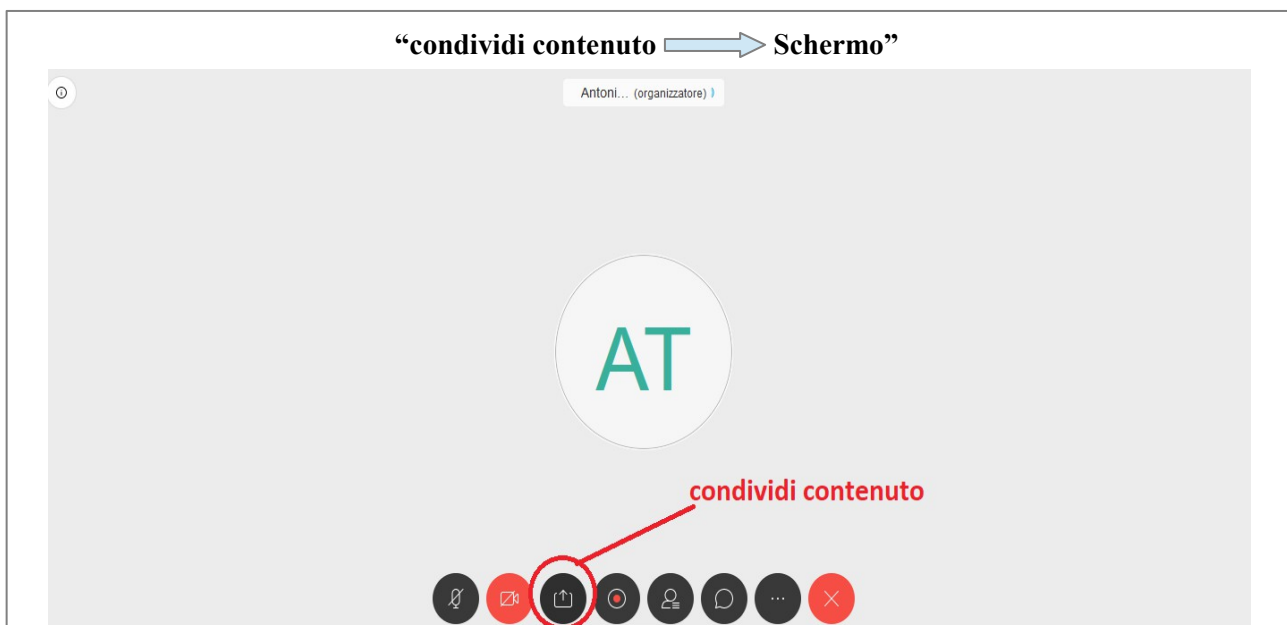 “condividi contenuto Schermo”
Antoni... (organizzatore)
AT
condividi contenuto